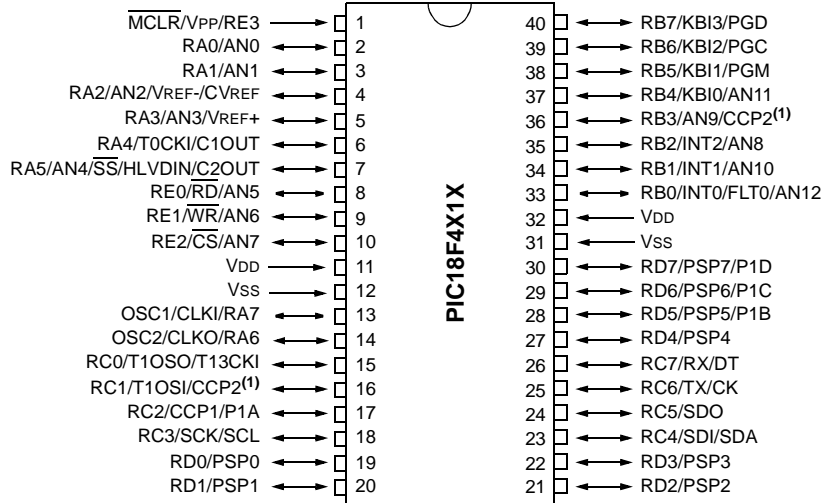 M̅C̅L̅R̅/VPP/RE3 1
RA0/AN0 2
RA1/AN1 3
RA2/AN2/VREF-/CVREF 4
RA3/AN3/VREF+ 5
RA4/T0CKI/C1OUT 6
RA5/AN4/S̅S̅/HLVDIN/C2OUT 7
RE0/R̅D̅/AN5 8
RE1/W̅R̅/AN6 9
RE2/C̅S̅/AN7 10
VDD 11
VSS 12
OSC1/CLKI/RA7 13
OSC2/CLKO/RA6 14
RC0/T1OSO/T13CKI 15
RC1/T1OSI/CCP2(1) 16
RC2/CCP1/P1A 17
RC3/SCK/SCL 18
RD0/PSP0 19
RD1/PSP1 20
PIC18F4X1X
40 RB7/KBI3/PGD
39 RB6/KBI2/PGC
38 RB5/KBI1/PGM
37 RB4/KBI0/AN11
36 RB3/AN9/CCP2(1)
35 RB2/INT2/AN8
34 RB1/INT1/AN10
33 RB0/INT0/FLT0/AN12
32 VDD
31 VSS
30 RD7/PSP7/P1D
29 RD6/PSP6/P1C
28 RD5/PSP5/P1B
27 RD4/PSP4
26 RC7/RX/DT
25 RC6/TX/CK
24 RC5/SDO
23 RC4/SDI/SDA
22 RD3/PSP3
21 RD2/PSP2